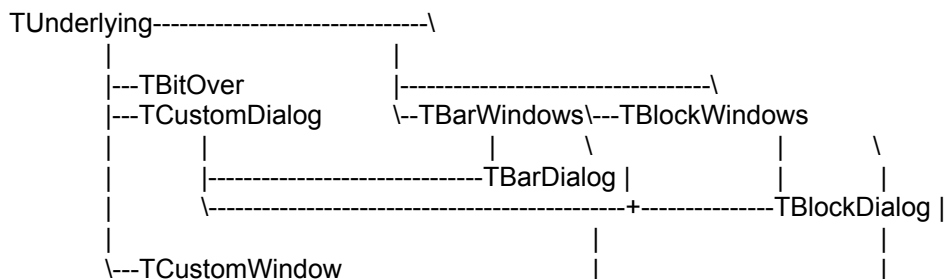 TUnderlying-------------------------------\
| |
|---TBitOver |-----------------------------------\
|---TCustomDialog \--TBarWindows\---TBlockWindows
| | | \ | \
| |-------------------------------TBarDialog | | |
| \-----------------------------------------------+---------------TBlockDialog |
| | |
\---TCustomWindow | |